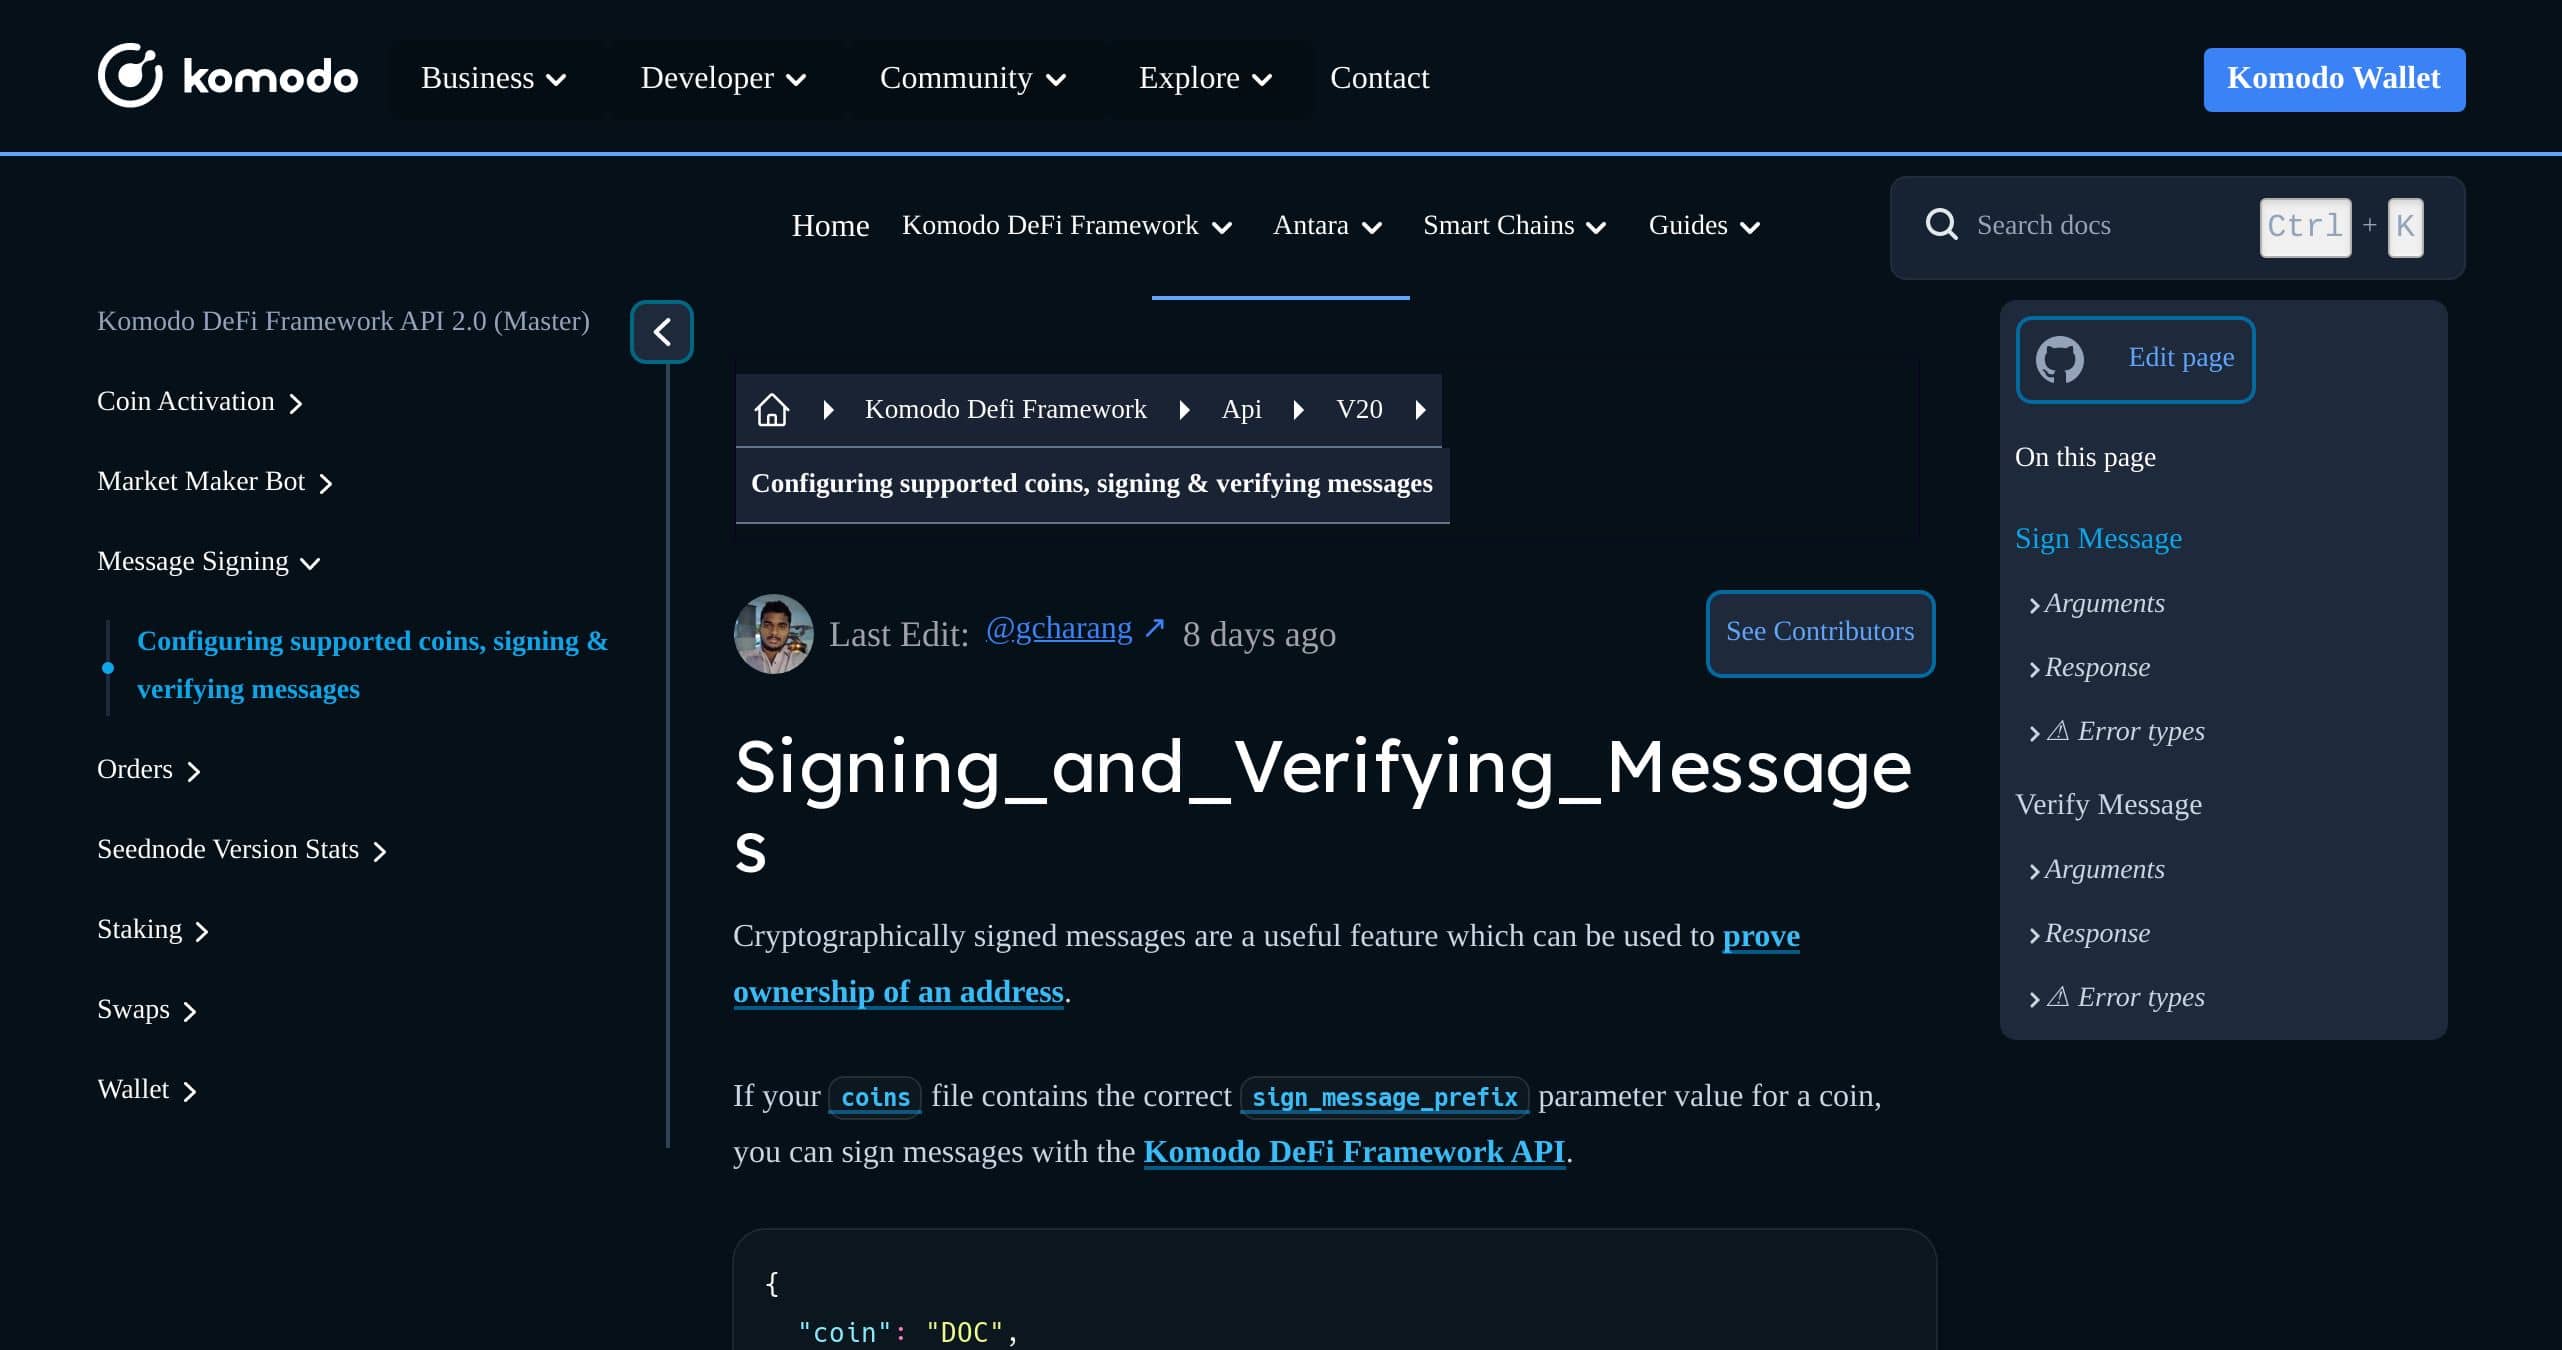 komodo
Business
Developer
Community
Explore
Contact
Komodo Wallet
Home
Komodo DeFi Framework
Antara
Smart Chains
Guides
Search docs
Ctrl + K
Komodo DeFi Framework API 2.0 (Master)
Coin Activation
Market Maker Bot
Message Signing
Configuring supported coins, signing &
verifying messages
Orders
Seednode Version Stats
Staking
Swaps
Wallet
Komodo Defi Framework
Api
V20
Configuring supported coins, signing & verifying messages
Last Edit: @gcharang ↗ 8 days ago
See Contributors
Signing_and_Verifying_Message
s
Cryptographically signed messages are a useful feature which can be used to prove
ownership of an address.
If your coins file contains the correct sign_message_prefix parameter value for a coin,
you can sign messages with the Komodo DeFi Framework API.
{
"coin": "DOC",
Edit page
On this page
Sign Message
Arguments
Response
⚠ Error types
Verify Message
Arguments
Response
⚠ Error types